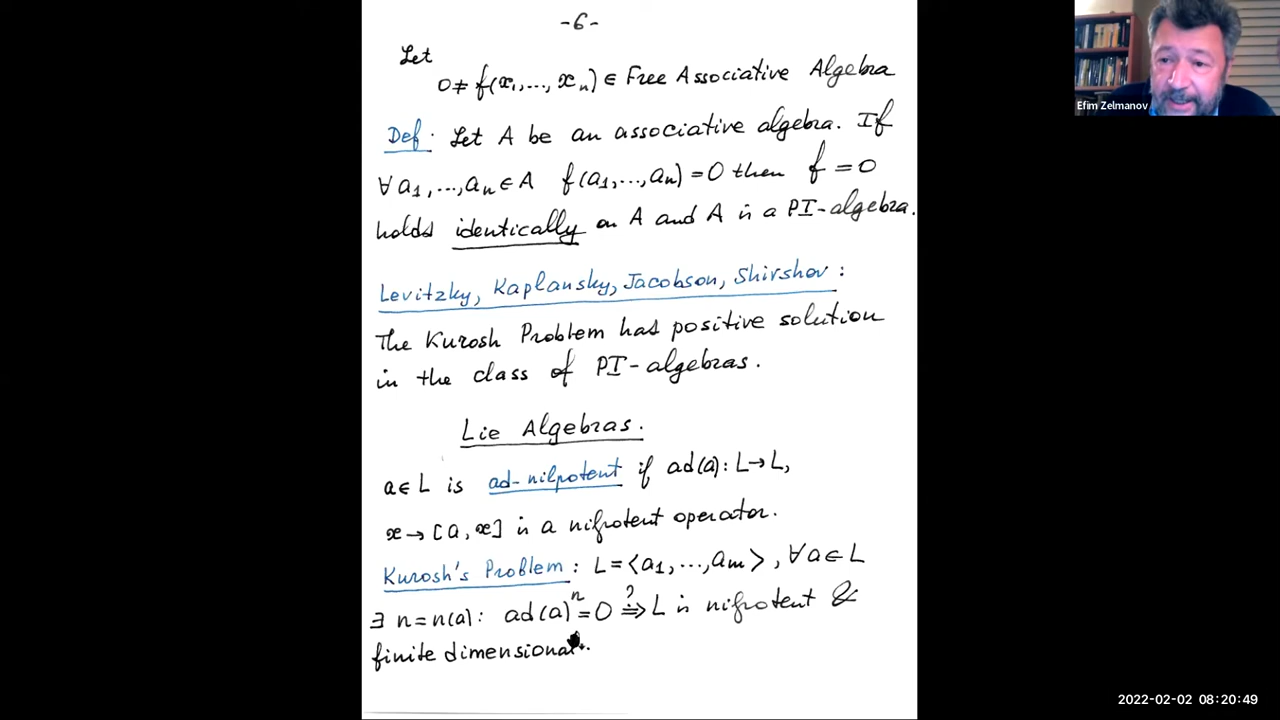 -6-
Let
0≠ f(x₁,..., xₙ) ∈ Free Associative Algebra
Def: Let A be an associative algebra. If
∀ a₁,...,aₙ ∈ A f(a₁,...,aₙ) = 0 then f = 0
holds identically on A and A is a PI-algebra.
Levitzky, Kaplansky, Jacobson, Shirshov :
The Kurosh Problem has positive solution
in the class of PI-algebras.
Lie Algebras.
a∈L is ad-nilpotent if ad(a): L→L,
x→[a,x] is a nilpotent operator.
Kurosh's Problem : L=<a₁,...,aₘ>, ∀a∈L
∃ n=n(a): ad(a)ⁿ=0 ?⇒ L is nilpotent &
finite dimensional.
Efim Zelmanov
2022-02-02 08:20:49